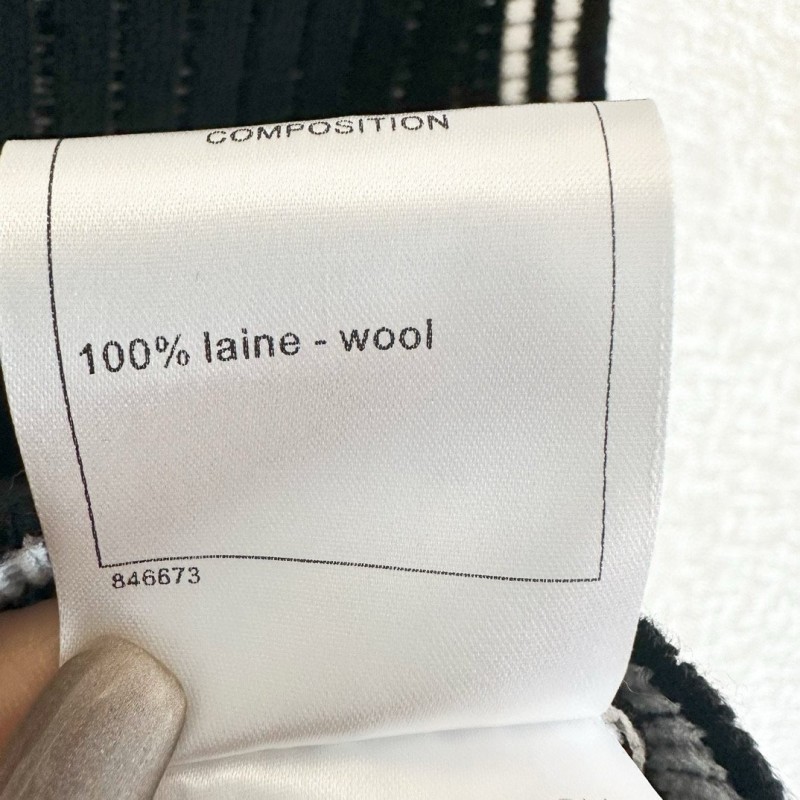 COMPOSITION
100% laine - wool
846673